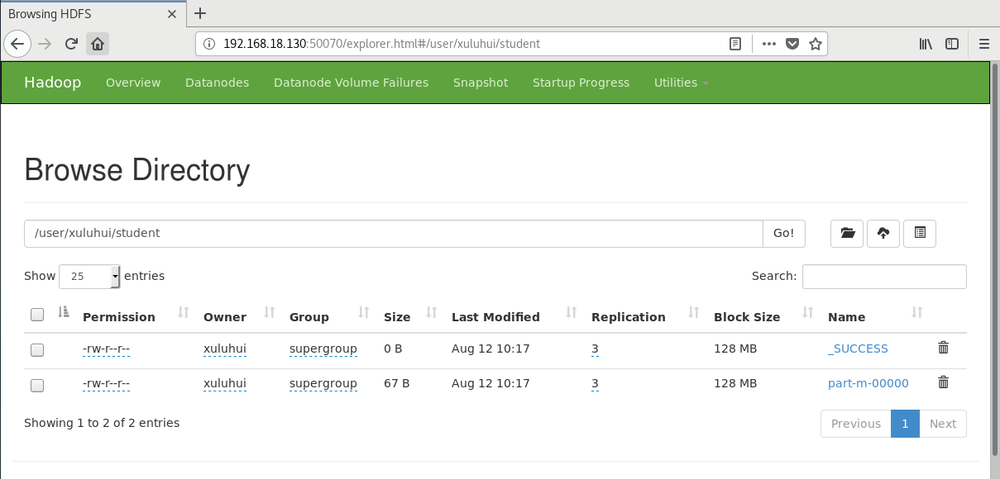 Browsing HDFS
192.168.18.130:50070/explorer.html#/user/xuluhui/student
Hadoop Overview Datanodes Datanode Volume Failures Snapshot Startup Progress Utilities
Browse Directory
/user/xuluhui/student Go!
Show 25 entries Search:
Permission Owner Group Size Last Modified Replication Block Size Name
-rw-r--r-- xuluhui supergroup 0 B Aug 12 10:17 3 128 MB _SUCCESS
-rw-r--r-- xuluhui supergroup 67 B Aug 12 10:17 3 128 MB part-m-00000
Showing 1 to 2 of 2 entries Previous 1 Next